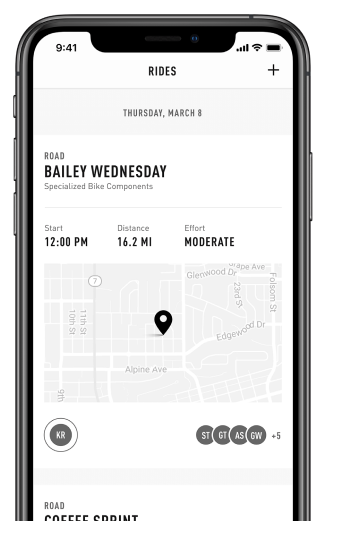 9:41
RIDES
+
THURSDAY, MARCH 8
ROAD
BAILEY WEDNESDAY
Specialized Bike Components
Start Distance Effort
12:00 PM 16.2 MI MODERATE
Grape Ave
Glenwood Dr
7
23rd St
Folsom St
11th St
10th St
Edgewood Dr
Alpine Ave
9th
KR
ST GT AS GW +5
ROAD
COFFEE SPRINT